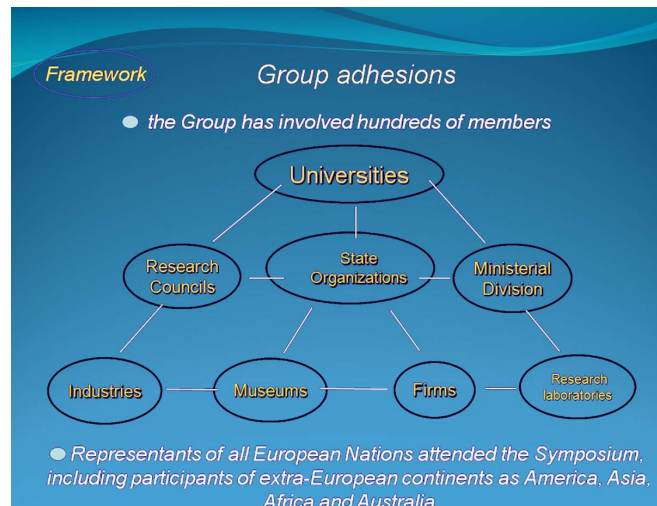 Framework
Group adhesions
the Group has involved hundreds of members
Universities
Research
Councils
State
Organizations
Ministerial
Division
Industries
Museums
Firms
Research
laboratories
Representants of all European Nations attended the Symposium,
including participants of extra-European continents as America, Asia,
Africa and Australia